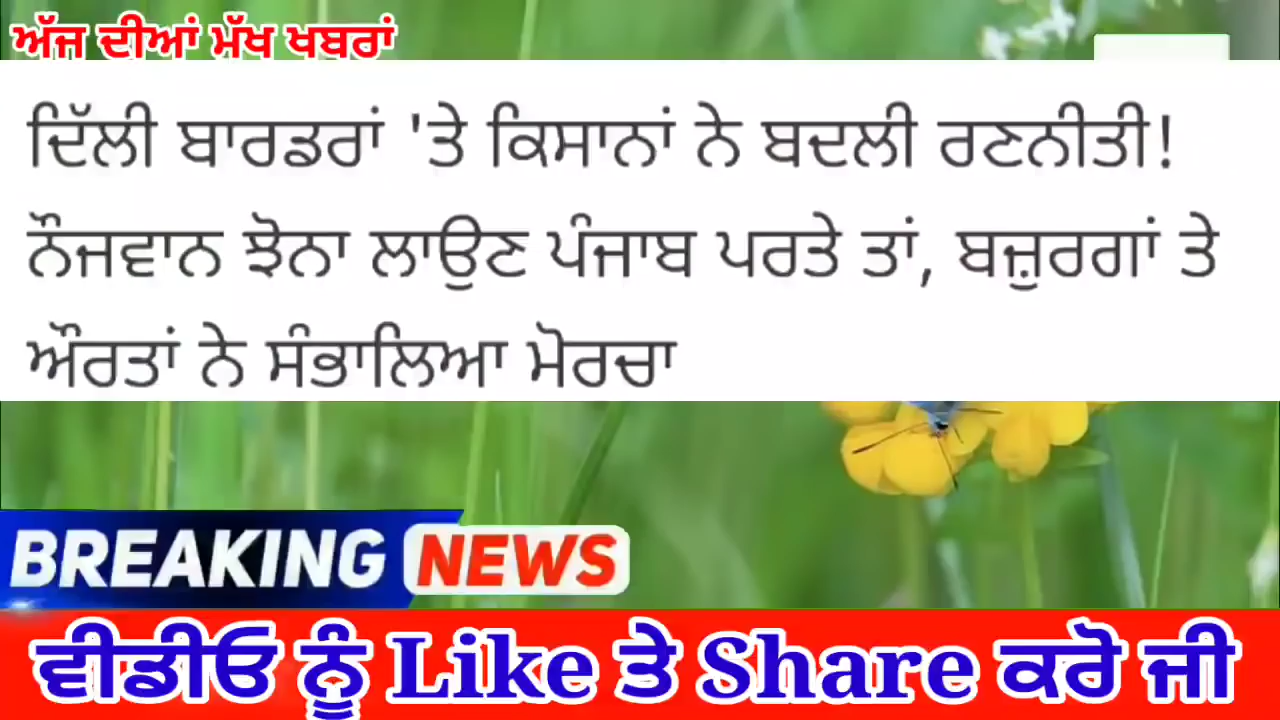 ਅੱਜ ਦੀਆਂ ਮੱਖ ਖਬਰਾਂ
ਦਿੱਲੀ ਬਾਰਡਰਾਂ 'ਤੇ ਕਿਸਾਨਾਂ ਨੇ ਬਦਲੀ ਰਣਨੀਤੀ!
ਨੌਜਵਾਨ ਝੋਨਾ ਲਾਉਣ ਪੰਜਾਬ ਪਰਤੇ ਤਾਂ, ਬਜ਼ੁਰਗਾਂ ਤੇ
ਔਰਤਾਂ ਨੇ ਸੰਭਾਲਿਆ ਮੋਰਚਾ
BREAKING NEWS
ਵੀਡੀਓ ਨੂੰ Like ਤੇ Share ਕਰੋ ਜੀ